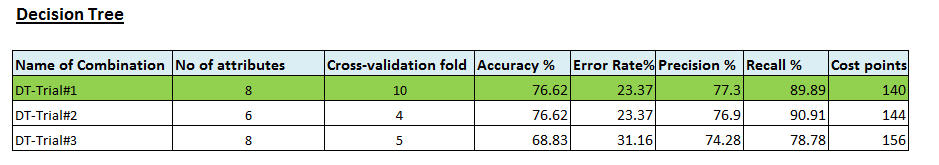 Decision Tree
Name of Combination No of attributes Cross-validation fold Accuracy % Error Rate% Precision % Recall % Cost points
DT-Trial#1 8 10 76.62 23.37 77.3 89.89 140
DT-Trial#2 6 4 76.62 23.37 76.9 90.91 144
DT-Trial#3 8 5 68.83 31.16 74.28 78.78 156